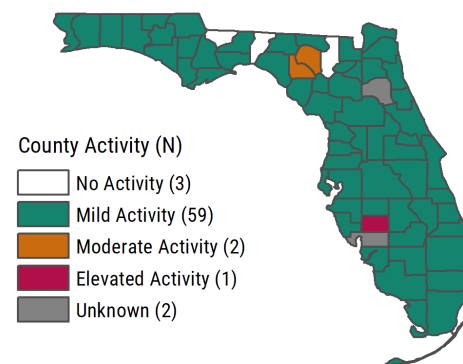 County Activity (N)
No Activity (3)
Mild Activity (59)
Moderate Activity (2)
Elevated Activity (1)
Unknown (2)